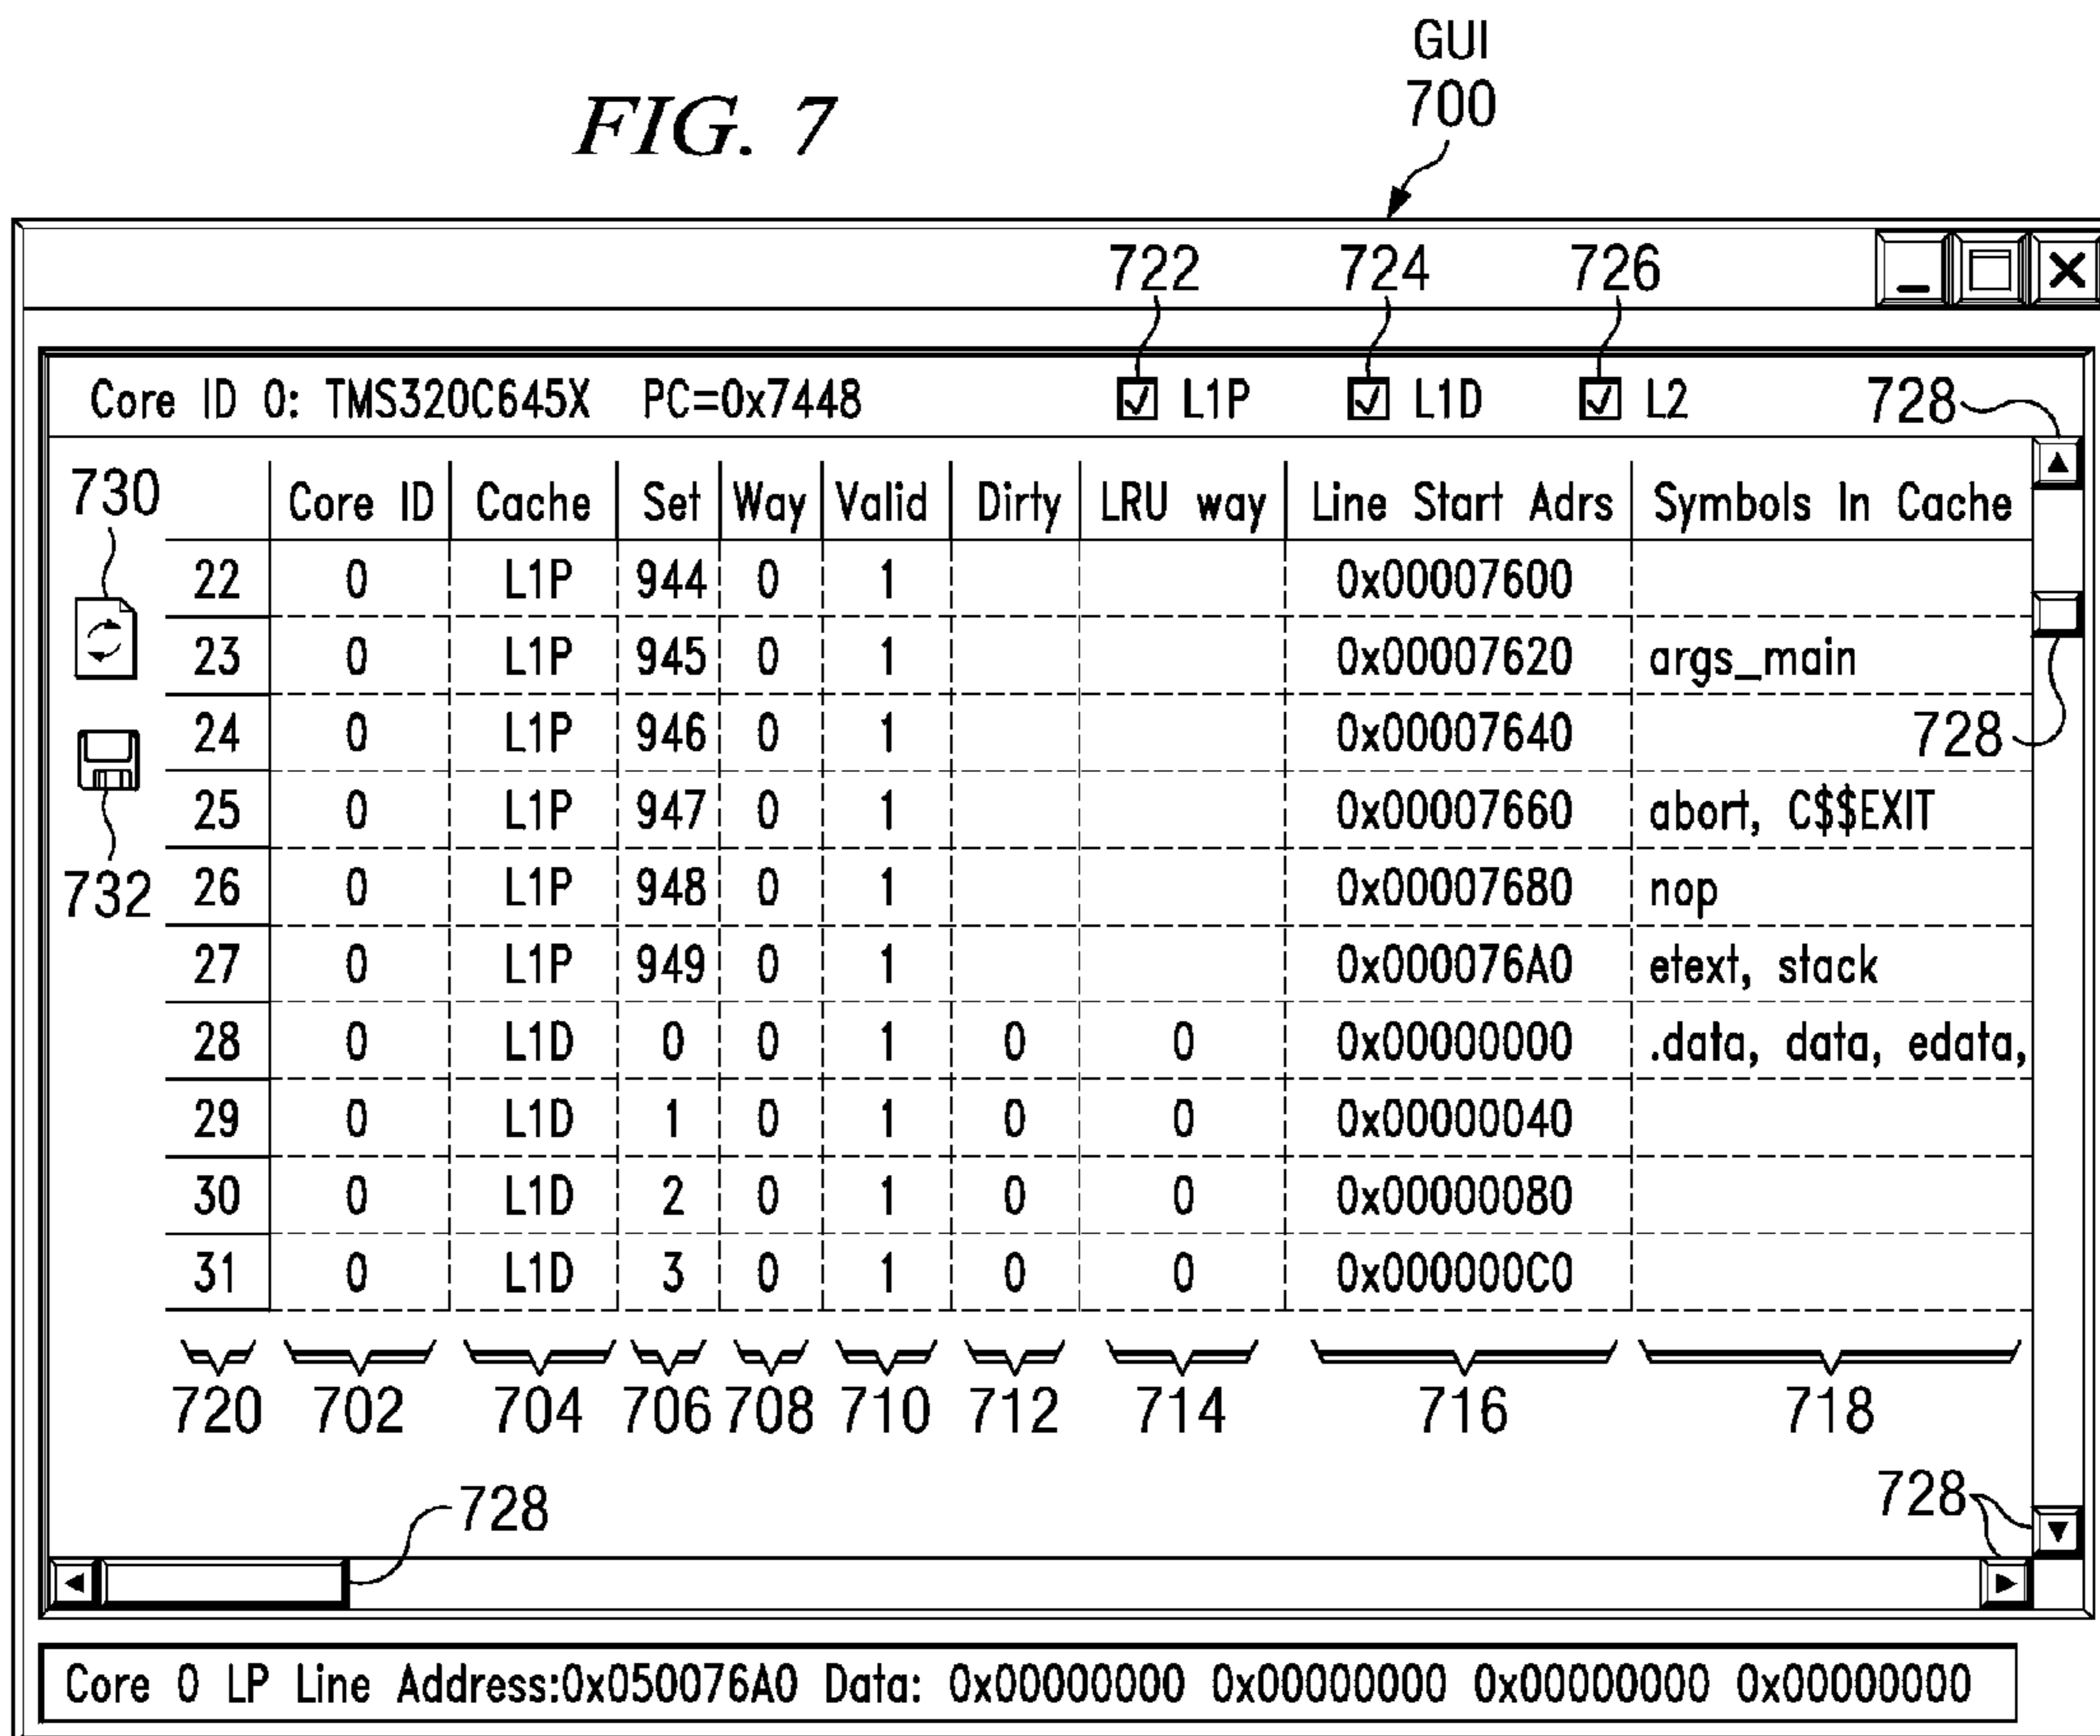 GUI
700
FIG. 7
722 724 726
Core ID 0: TMS320C645X PC=0x7448 L1P L1D L2 728
730
Core ID Cache Set Way Valid Dirty LRU way Line Start Adrs Symbols In Cache
22 0 L1P 944 0 1 0x00007600
23 0 L1P 945 0 1 0x00007620 args_main
24 0 L1P 946 0 1 0x00007640 728
25 0 L1P 947 0 1 0x00007660 abort, C$$EXIT
732 26 0 L1P 948 0 1 0x00007680 nop
27 0 L1P 949 0 1 0x000076A0 etext, stack
28 0 L1D 0 0 1 0 0 0x00000000 .data, data, edata,
29 0 L1D 1 0 1 0 0 0x00000040
30 0 L1D 2 0 1 0 0 0x00000080
31 0 L1D 3 0 1 0 0 0x000000C0
720 702 704 706 708 710 712 714 716 718
728 728
Core 0 LP Line Address:0x050076A0 Data: 0x00000000 0x00000000 0x00000000 0x00000000